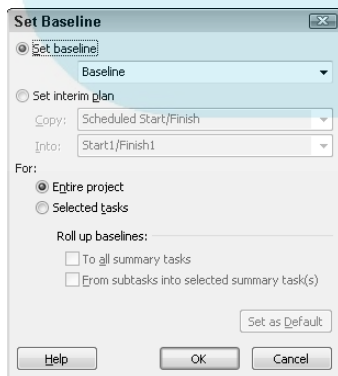 Set Baseline
Set baseline
Baseline
Set interim plan
Copy: Scheduled Start/Finish
Into: Start1/Finish1
For:
Entire project
Selected tasks
Roll up baselines:
To all summary tasks
From subtasks into selected summary task(s)
Set as Default
Help OK Cancel